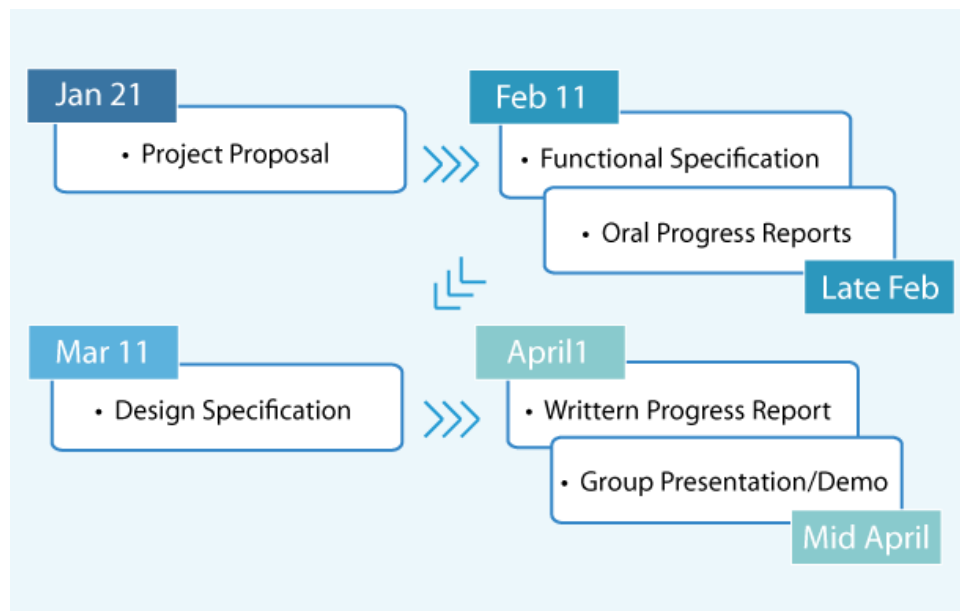 Jan 21
• Project Proposal
Feb 11
• Functional Specification
• Oral Progress Reports
Late Feb
Mar 11
• Design Specification
April1
• Writtern Progress Report
• Group Presentation/Demo
Mid April